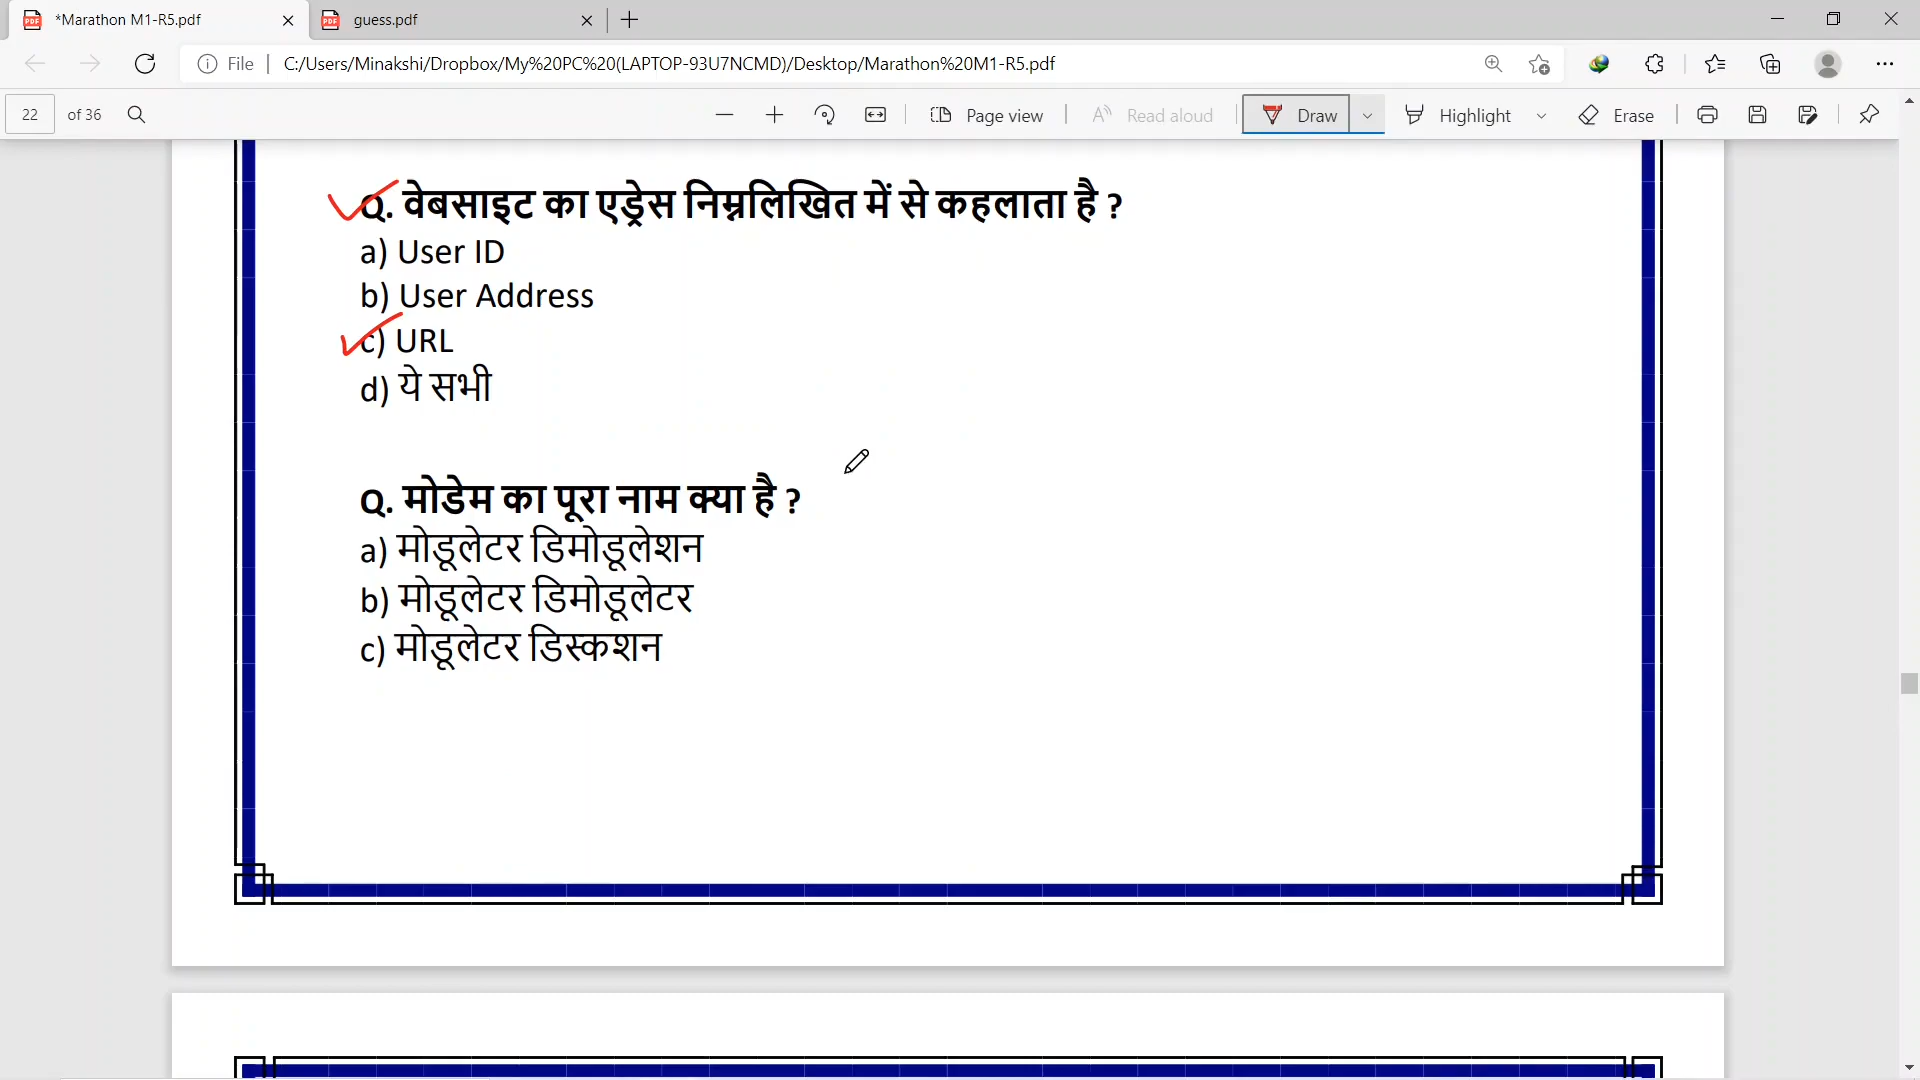 *Marathon M1-R5.pdf
guess.pdf
File
C:/Users/Minakshi/Dropbox/My%20PC%20(LAPTOP-93U7NCMD)/Desktop/Marathon%20M1-R5.pdf
22 of 36
Page view
Read aloud
Draw
Highlight
Erase
Q. वेबसाइट का एड्रेस निम्नलिखित में से कहलाता है ?
a) User ID
b) User Address
c) URL
d) ये सभी
Q. मोडेम का पूरा नाम क्या है ?
a) मोडूलेटर डिमोडूलेशन
b) मोडूलेटर डिमोडूलेटर
c) मोडूलेटर डिस्कशन